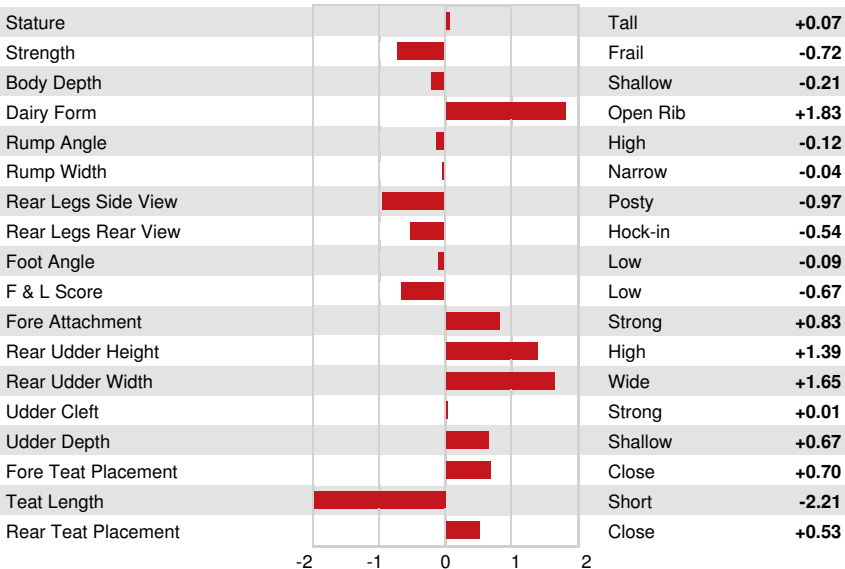 Stature Tall +0.07
Strength Frail -0.72
Body Depth Shallow -0.21
Dairy Form Open Rib +1.83
Rump Angle High -0.12
Rump Width Narrow -0.04
Rear Legs Side View Posty -0.97
Rear Legs Rear View Hock-in -0.54
Foot Angle Low -0.09
F & L Score Low -0.67
Fore Attachment Strong +0.83
Rear Udder Height High +1.39
Rear Udder Width Wide +1.65
Udder Cleft Strong +0.01
Udder Depth Shallow +0.67
Fore Teat Placement Close +0.70
Teat Length Short -2.21
Rear Teat Placement Close +0.53
-2 -1 0 1 2